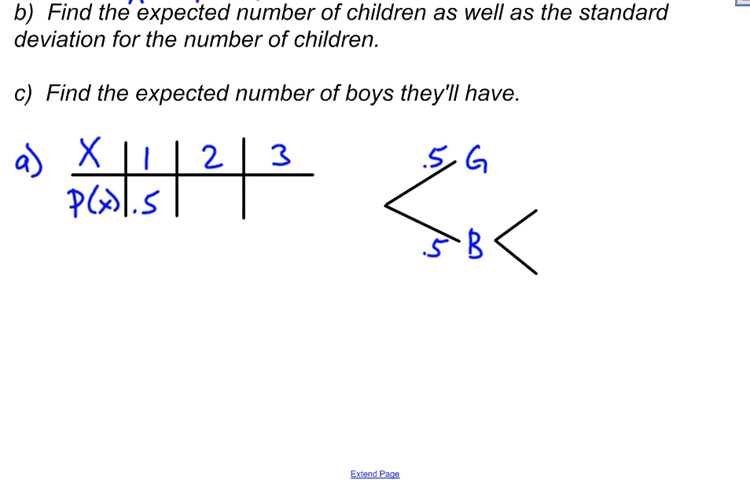 b) Find the expected number of children as well as the standard
deviation for the number of children.
c) Find the expected number of boys they'll have.
a) X 1 2 3
P(x) .5
.5 G
.5 B
Extend Page